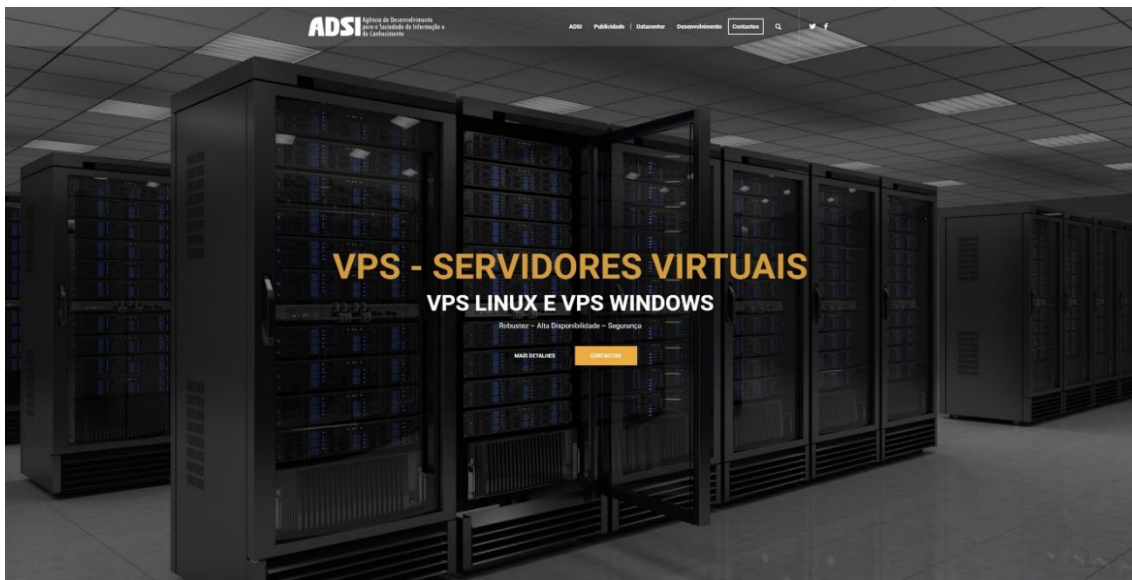 ADSI
Agência de Desenvolvimento
para a Sociedade da Informação e
do Conhecimento
ADSI Publicidade | Datacenter Desenvolvimento Contactos
VPS - SERVIDORES VIRTUAIS
VPS LINUX E VPS WINDOWS
Robustez – Alta Disponibilidade – Segurança
MAIS DETALHES CONTACTAR